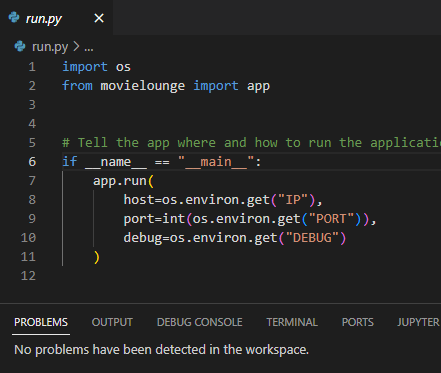 run.py
run.py > ...
1 import os
2 from movielounge import app
3
4
5 # Tell the app where and how to run the
6 if __name__ == "__main__":
7     app.run(
8         host=os.environ.get("IP"),
9         port=int(os.environ.get("PORT")),
10         debug=os.environ.get("DEBUG")
11     )
12
PROBLEMS OUTPUT DEBUG CONSOLE TERMINAL PORTS JUPYTER
No problems have been detected in the workspace.